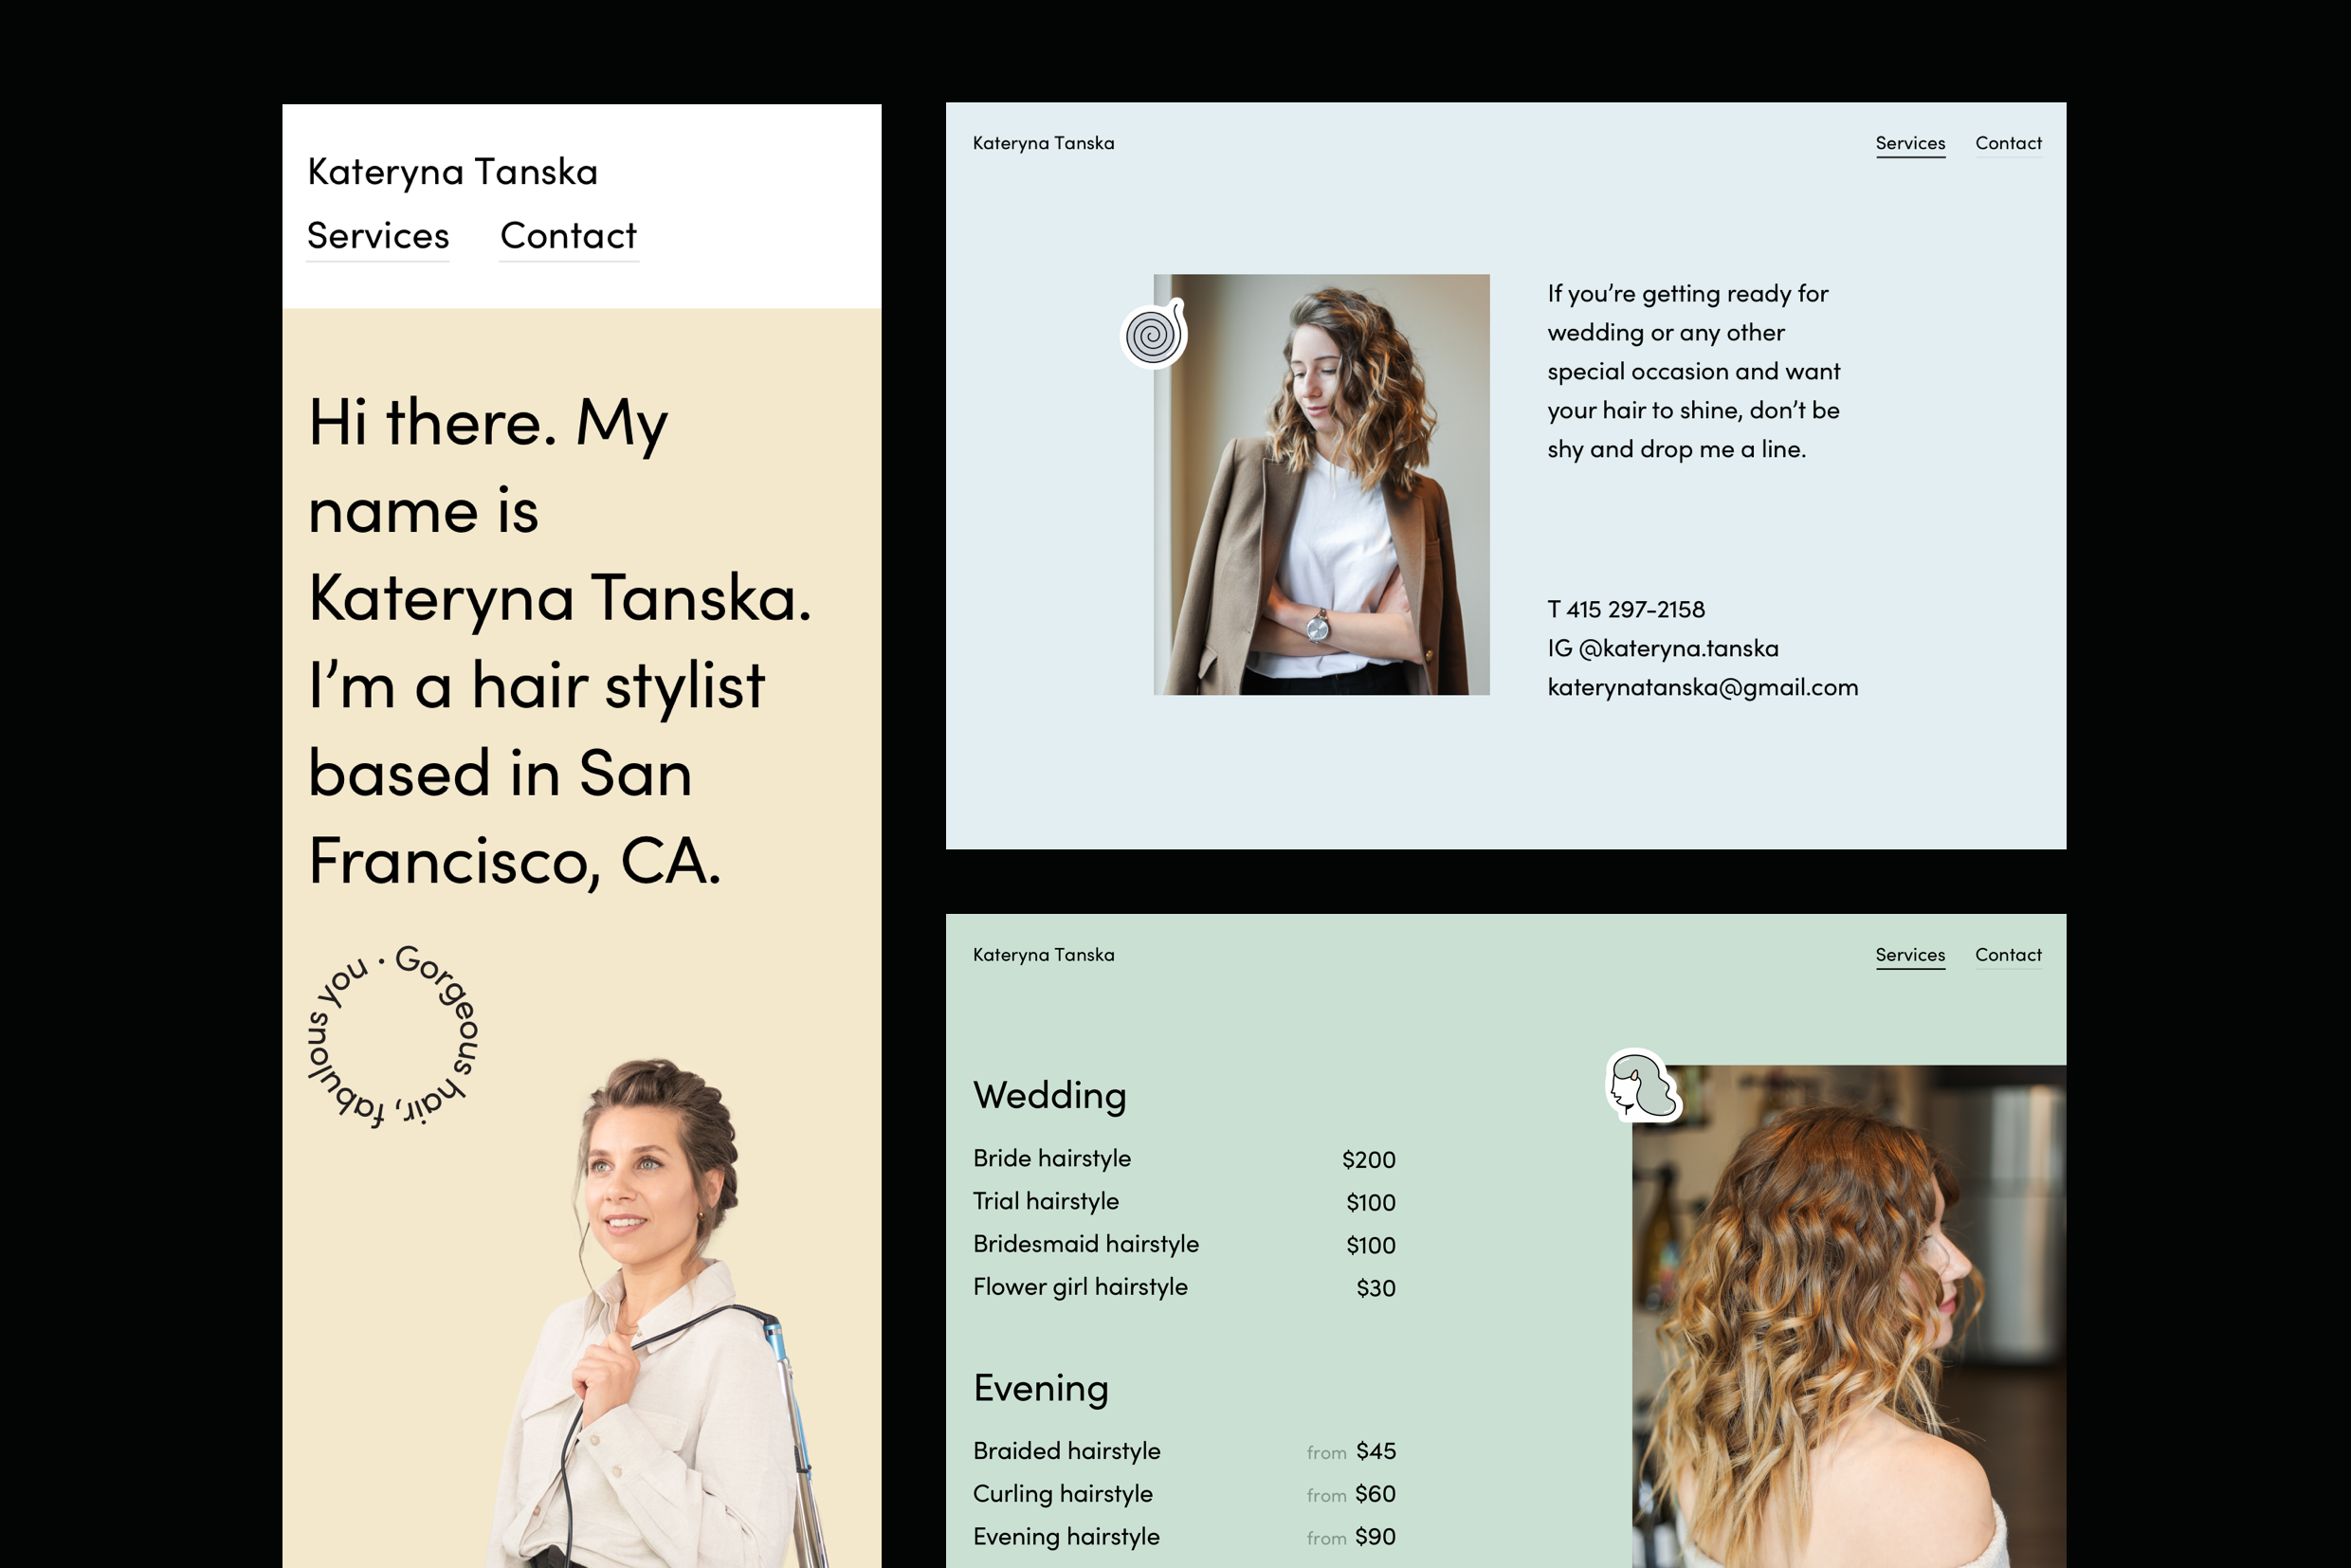 Kateryna Tanska
Services Contact
Hi there. My
name is
Kateryna Tanska.
I’m a hair stylist
based in San
Francisco, CA.
Gorgeous hair, fabulous you ·
Kateryna Tanska
Services Contact
If you’re getting ready for
wedding or any other
special occasion and want
your hair to shine, don’t be
shy and drop me a line.
T 415 297-2158
IG @kateryna.tanska
katerynatanska@gmail.com
Kateryna Tanska
Services Contact
Wedding
Bride hairstyle $200
Trial hairstyle $100
Bridesmaid hairstyle $100
Flower girl hairstyle $30
Evening
Braided hairstyle from $45
Curling hairstyle from $60
Evening hairstyle from $90